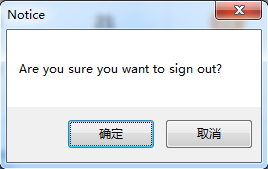 Notice
Are you sure you want to sign out?
确定
取消